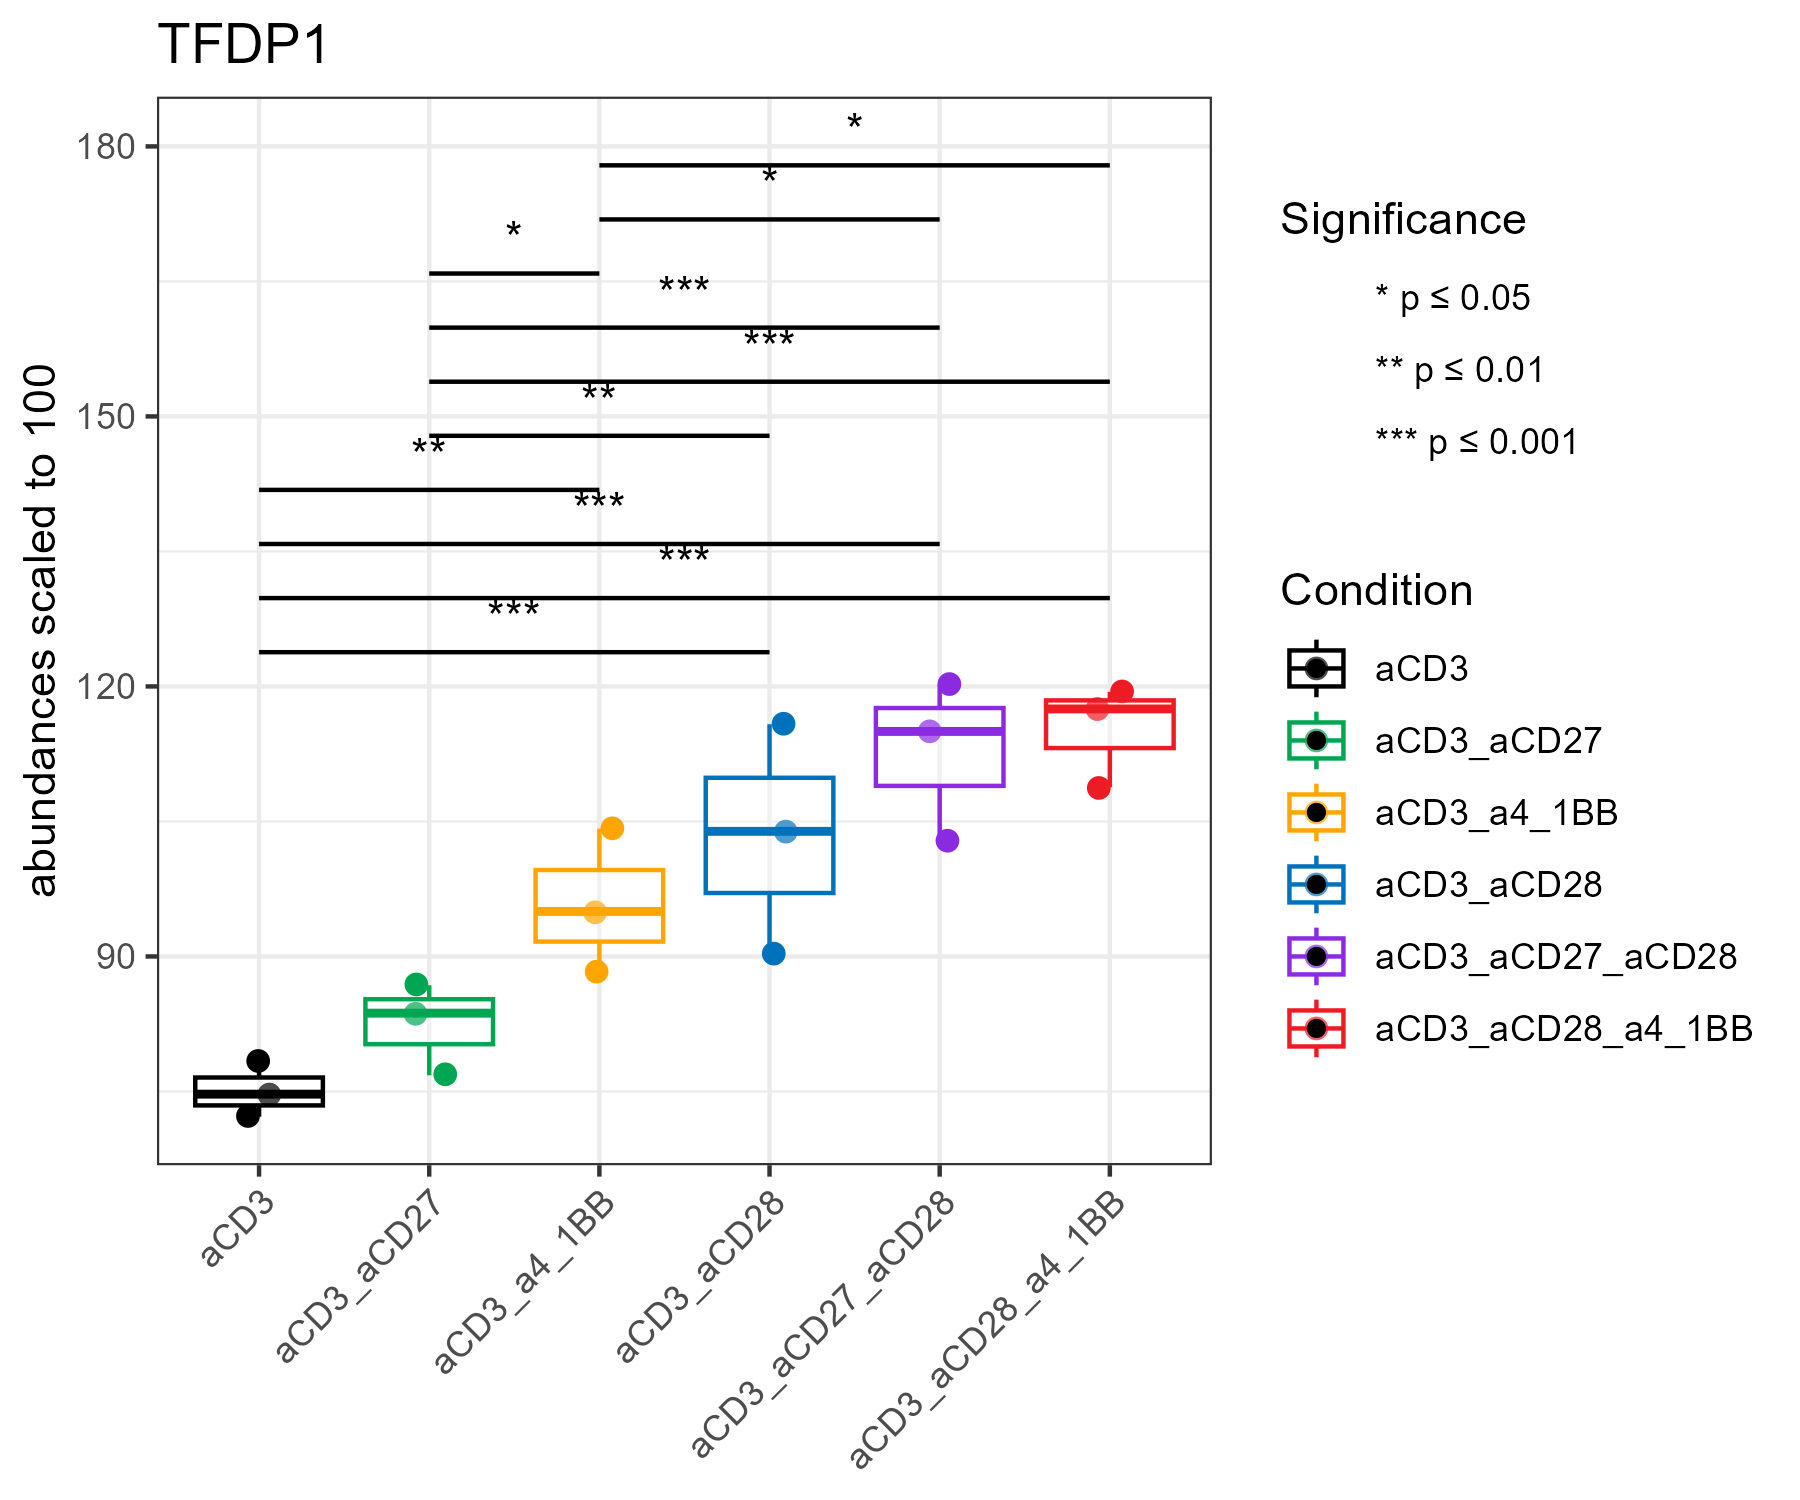 TFDP1
abundances scaled to 100
180
150
120
90
*
*
*
***
***
**
**
***
***
***
aCD3
aCD3_aCD27
aCD3_a4_1BB
aCD3_aCD28
aCD3_aCD27_aCD28
aCD3_aCD28_a4_1BB
Significance
* p ≤ 0.05
** p ≤ 0.01
*** p ≤ 0.001
Condition
aCD3
aCD3_aCD27
aCD3_a4_1BB
aCD3_aCD28
aCD3_aCD27_aCD28
aCD3_aCD28_a4_1BB